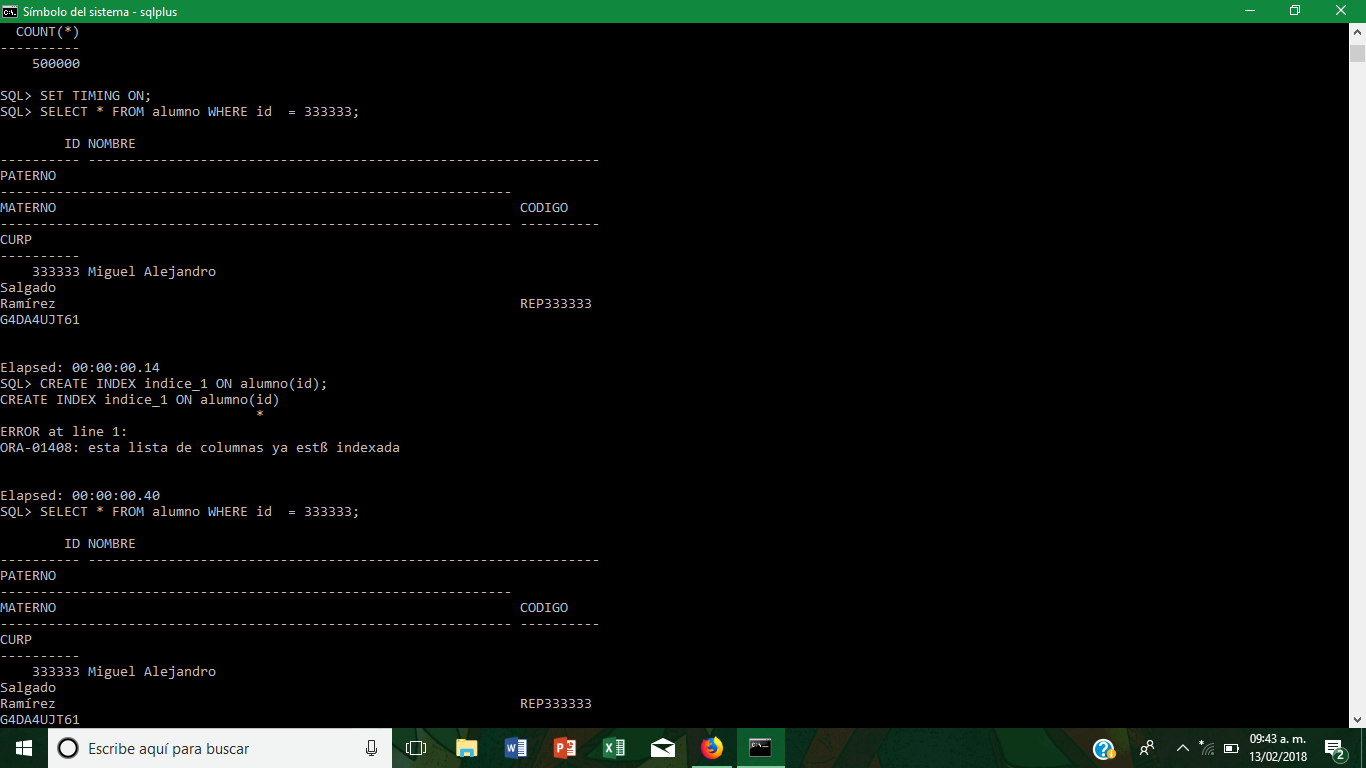 Símbolo del sistema - sqlplus
COUNT(*)
----------
500000
SQL> SET TIMING ON;
SQL> SELECT * FROM alumno WHERE id  = 333333;
ID NOMBRE
---------- ----------------------------------------------------------------
PATERNO
----------------------------------------------------------------
MATERNO CODIGO
---------------------------------------------------------------- ----------
CURP
----------
333333 Miguel Alejandro
Salgado
Ramírez REP333333
G4DA4UJT61
Elapsed: 00:00:00.14
SQL> CREATE INDEX indice_1 ON alumno(id);
CREATE INDEX indice_1 ON alumno(id)
*
ERROR at line 1:
ORA-01408: esta lista de columnas ya estß indexada
Elapsed: 00:00:00.40
SQL> SELECT * FROM alumno WHERE id  = 333333;
ID NOMBRE
---------- ----------------------------------------------------------------
PATERNO
----------------------------------------------------------------
MATERNO CODIGO
---------------------------------------------------------------- ----------
CURP
----------
333333 Miguel Alejandro
Salgado
Ramírez REP333333
G4DA4UJT61
Escribe aquí para buscar
09:43 a. m.
13/02/2018
2